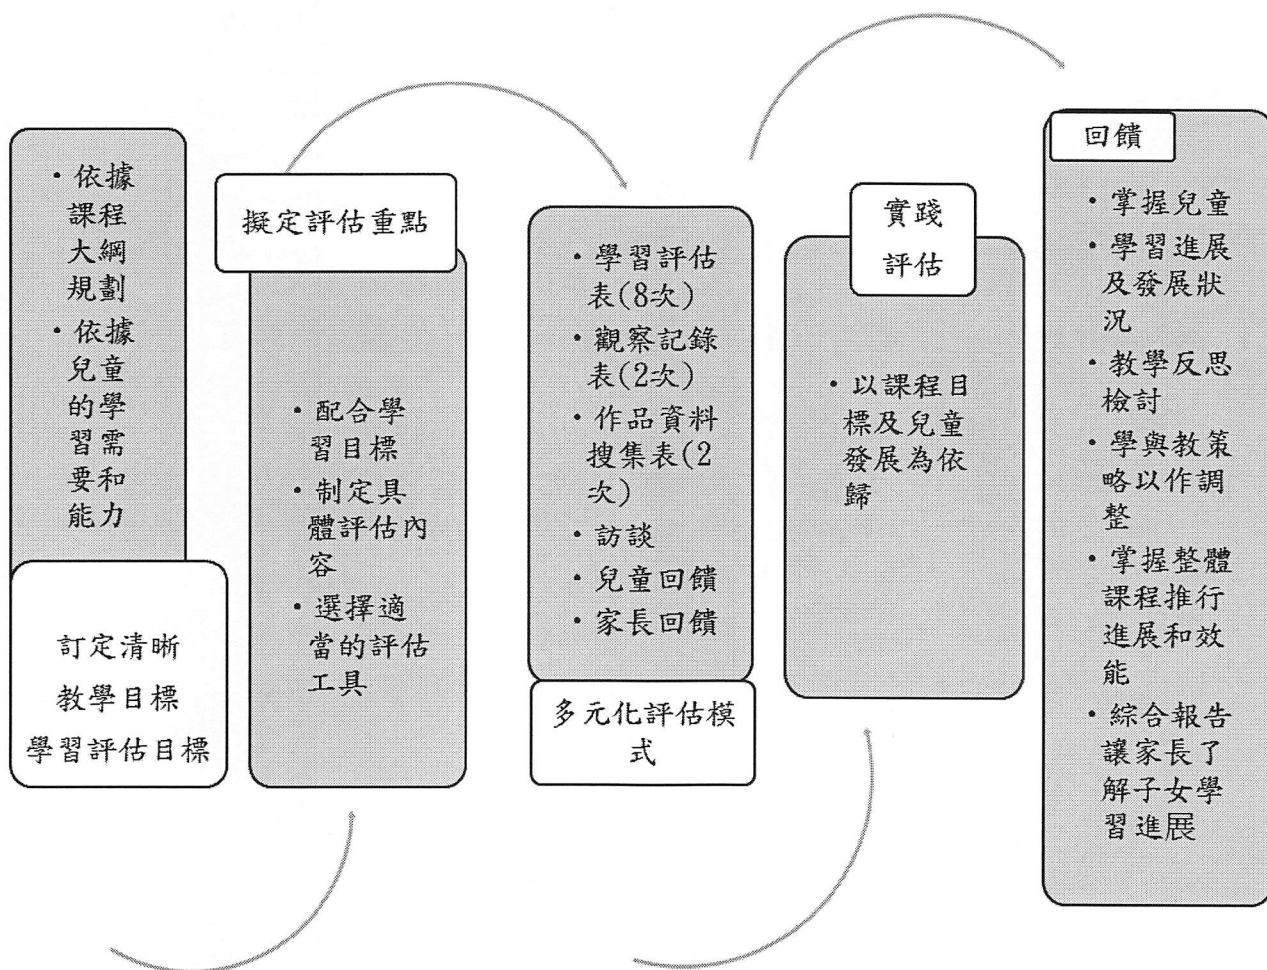 ・依據
課程
大綱
規劃
・依據
兒童
的學
習需
要和
能力
訂定清晰
教學目標
學習評估目標
擬定評估重點
・配合學
習目標
・制定具
體評估內
容
・選擇適
當的評估
工具
・學習評估
表(8次)
・觀察記錄
表(2次)
・作品資料
搜集表(2
次)
・訪談
・兒童回饋
・家長回饋
多元化評估模
式
實踐
評估
・以課程目
標及兒童
發展為依
歸
回饋
・掌握兒童
・學習進展
及發展狀
況
・教學反思
檢討
・學與教策
略以作調
整
・掌握整體
課程推行
進展和效
能
・綜合報告
讓家長了
解子女學
習進展